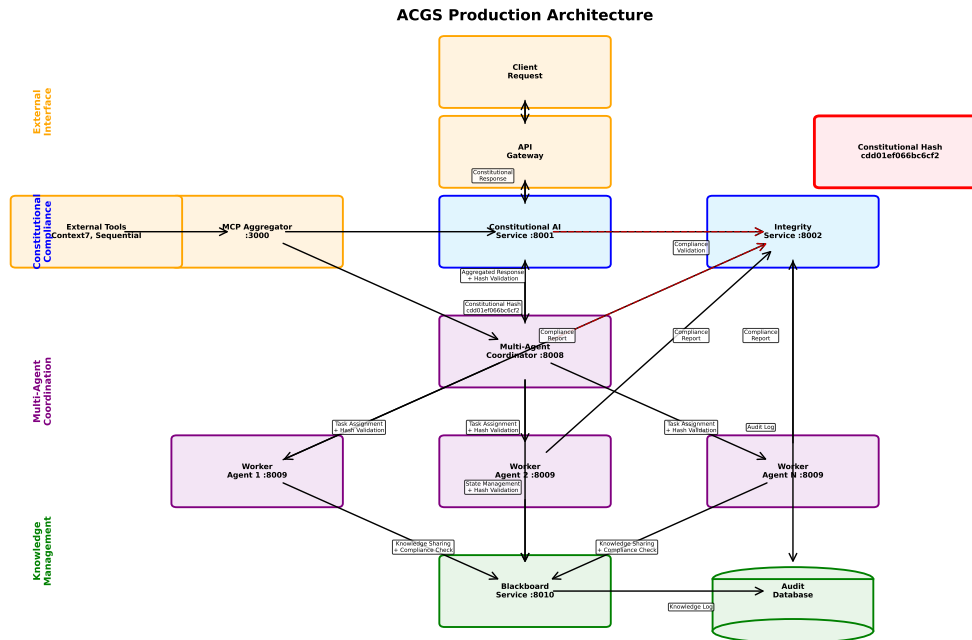 ACGS Production Architecture
External
Interface
Client
Request
API
Gateway
Constitutional
Response
Constitutional Hash
cdd01ef066bc6cf2
Constitutional
Compliance
External Tools
Context7, Sequential
MCP Aggregator
:3000
Constitutional AI
Service :8001
Integrity
Service :8002
Compliance
Validation
Aggregated Response
+ Hash Validation
Constitutional Hash
cdd01ef066bc6cf2
Multi-Agent
Coordination
Multi-Agent
Coordinator :8008
Compliance
Report
Compliance
Report
Compliance
Report
Task Assignment
+ Hash Validation
Task Assignment
+ Hash Validation
Task Assignment
+ Hash Validation
Audit Log
Worker
Agent 1 :8009
Worker
Agent 2 :8009
Worker
Agent N :8009
State Management
+ Hash Validation
Knowledge
Management
Knowledge Sharing
+ Compliance Check
Knowledge Sharing
+ Compliance Check
Blackboard
Service :8010
Knowledge Log
Audit
Database